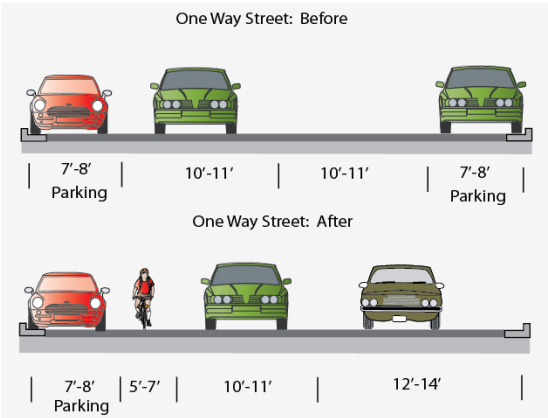 One Way Street: Before
7'-8' 10'-11' 10'-11' 7'-8'
Parking Parking
One Way Street: After
7'-8' 5'-7' 10'-11' 12'-14'
Parking